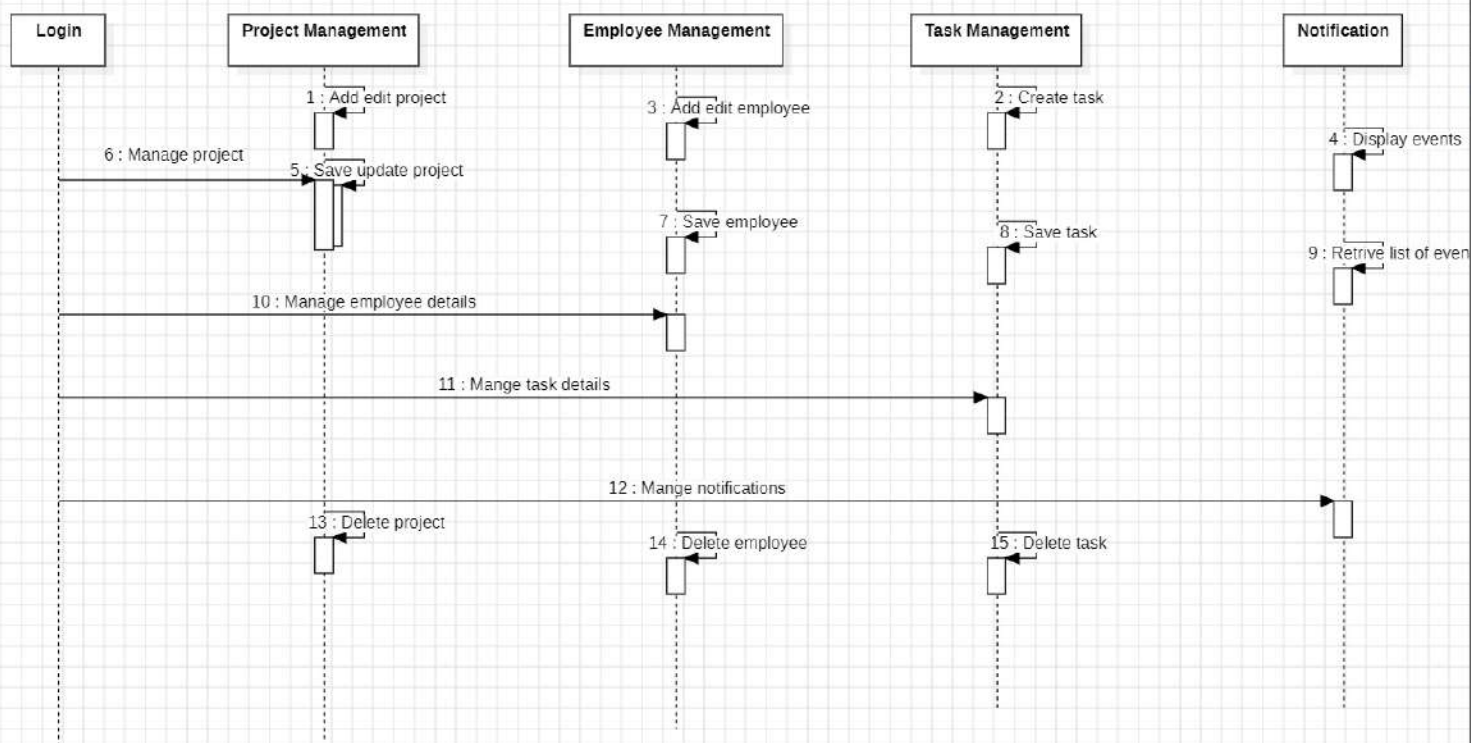 Login
Project Management
Employee Management
Task Management
Notification
1 : Add edit project
2 : Create task
3 : Add edit employee
4 : Display events
6 : Manage project
5 : Save update project
7 : Save employee
8 : Save task
9 : Retrive list of even
10 : Manage employee details
11 : Mange task details
12 : Mange notifications
13 : Delete project
14 : Delete employee
15 : Delete task